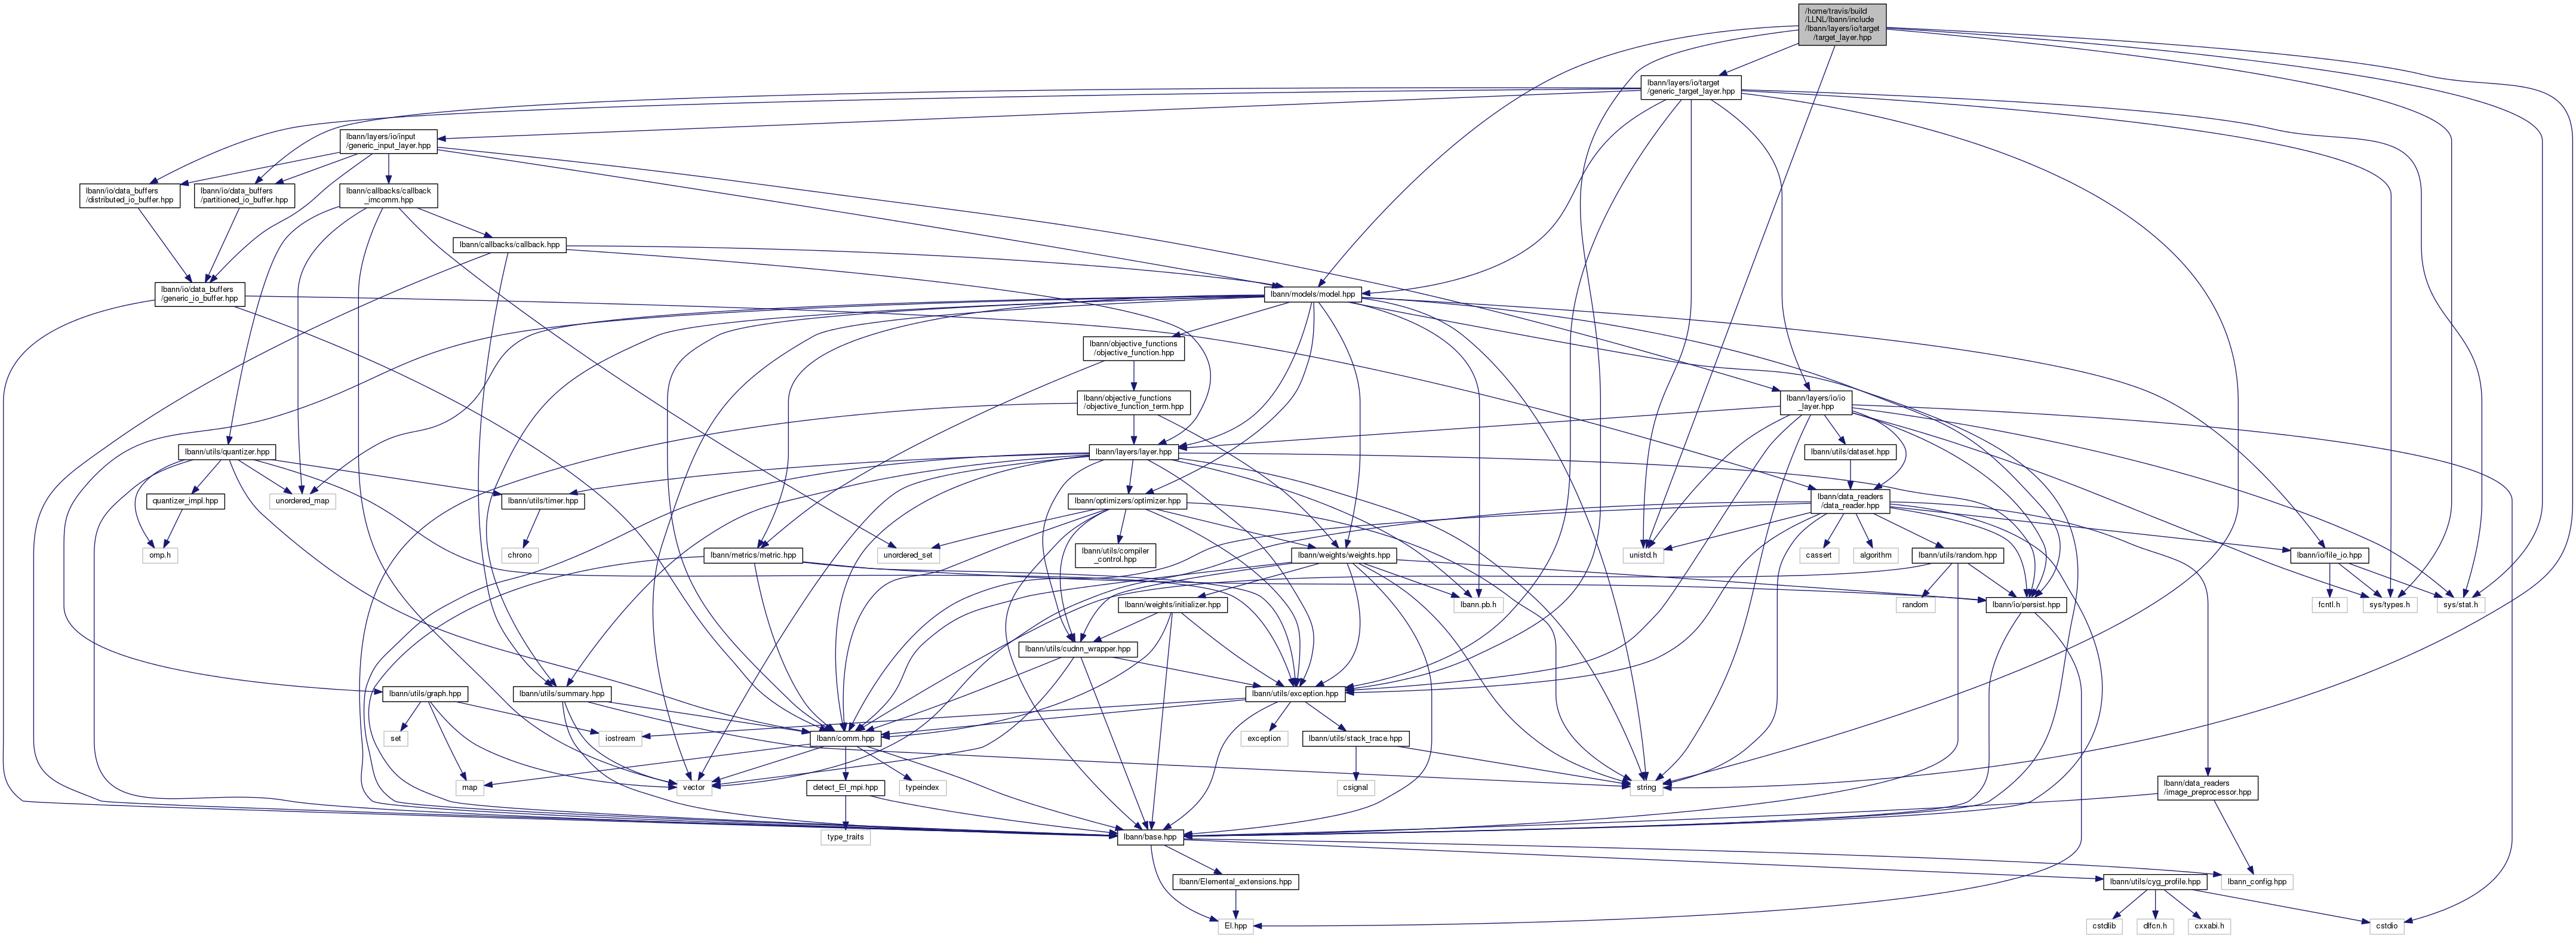 /home/travis/build
/LLNL/lbann/include
/lbann/layers/io/target
/target_layer.hpp
lbann/layers/io/target
/generic_target_layer.hpp
lbann/layers/io/input
/generic_input_layer.hpp
lbann/io/data_buffers
/distributed_io_buffer.hpp
lbann/io/data_buffers
/partitioned_io_buffer.hpp
lbann/callbacks/callback
_imcomm.hpp
lbann/callbacks/callback.hpp
lbann/io/data_buffers
/generic_io_buffer.hpp
lbann/models/model.hpp
lbann/objective_functions
/objective_function.hpp
lbann/objective_functions
/objective_function_term.hpp
lbann/layers/io/io
_layer.hpp
lbann/utils/quantizer.hpp
lbann/layers/layer.hpp
lbann/utils/dataset.hpp
quantizer_impl.hpp
unordered_map
lbann/utils/timer.hpp
lbann/optimizers/optimizer.hpp
lbann/data_readers
/data_reader.hpp
omp.h
chrono
lbann/metrics/metric.hpp
unordered_set
lbann/utils/compiler
_control.hpp
lbann/weights/weights.hpp
unistd.h
cassert
algorithm
lbann/utils/random.hpp
lbann/io/file_io.hpp
lbann/weights/initializer.hpp
lbann.pb.h
random
lbann/io/persist.hpp
fcntl.h
sys/types.h
sys/stat.h
lbann/utils/cudnn_wrapper.hpp
lbann/utils/graph.hpp
lbann/utils/summary.hpp
lbann/utils/exception.hpp
set
iostream
lbann/comm.hpp
exception
lbann/utils/stack_trace.hpp
map
vector
detect_El_mpi.hpp
typeindex
csignal
string
lbann/data_readers
/image_preprocessor.hpp
type_traits
lbann/base.hpp
lbann/Elemental_extensions.hpp
lbann/utils/cyg_profile.hpp
lbann_config.hpp
El.hpp
cstdlib
dlfcn.h
cxxabi.h
cstdio